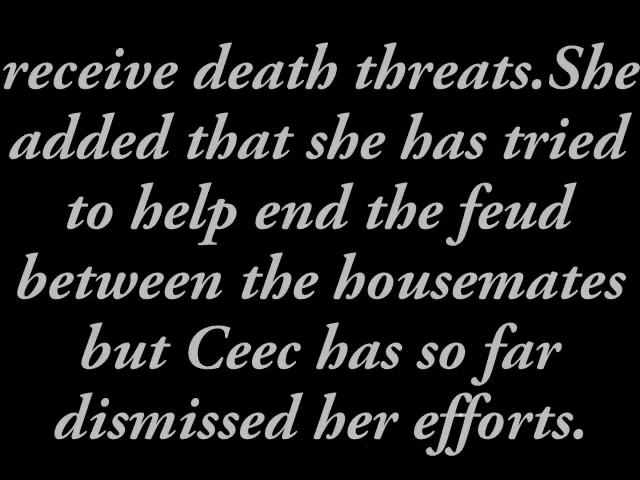 receive death threats.She
added that she has tried
to help end the feud
between the housemates
but Ceec has so far
dismissed her efforts.